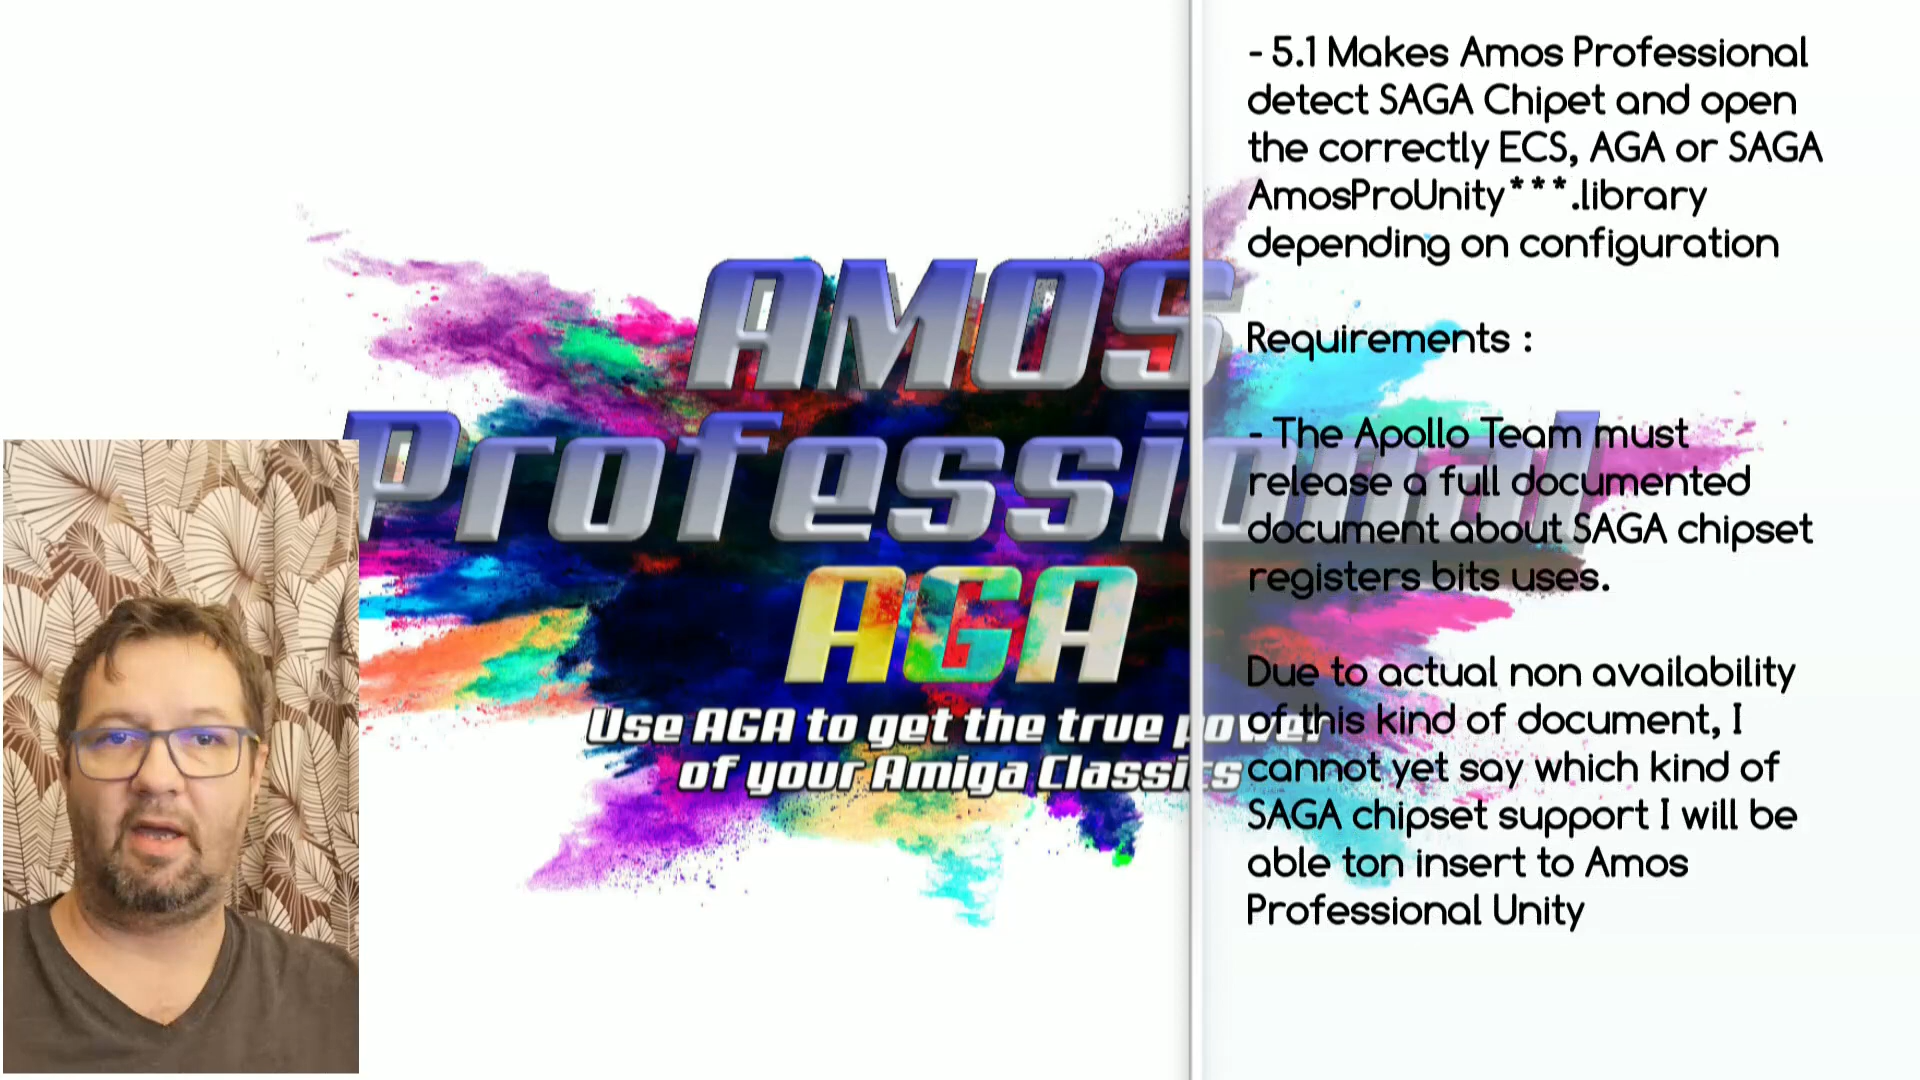 AMOS
Professional
AGA
Use AGA to get the true power
of your Amiga Classics
- 5.1 Makes Amos Professional
detect SAGA Chipet and open
the correctly ECS, AGA or SAGA
AmosProUnity***.library
depending on configuration
Requirements :
- The Apollo Team must
release a full documented
document about SAGA chipset
registers bits uses.
Due to actual non availability
of this kind of document, I
cannot yet say which kind of
SAGA chipset support I will be
able ton insert to Amos
Professional Unity